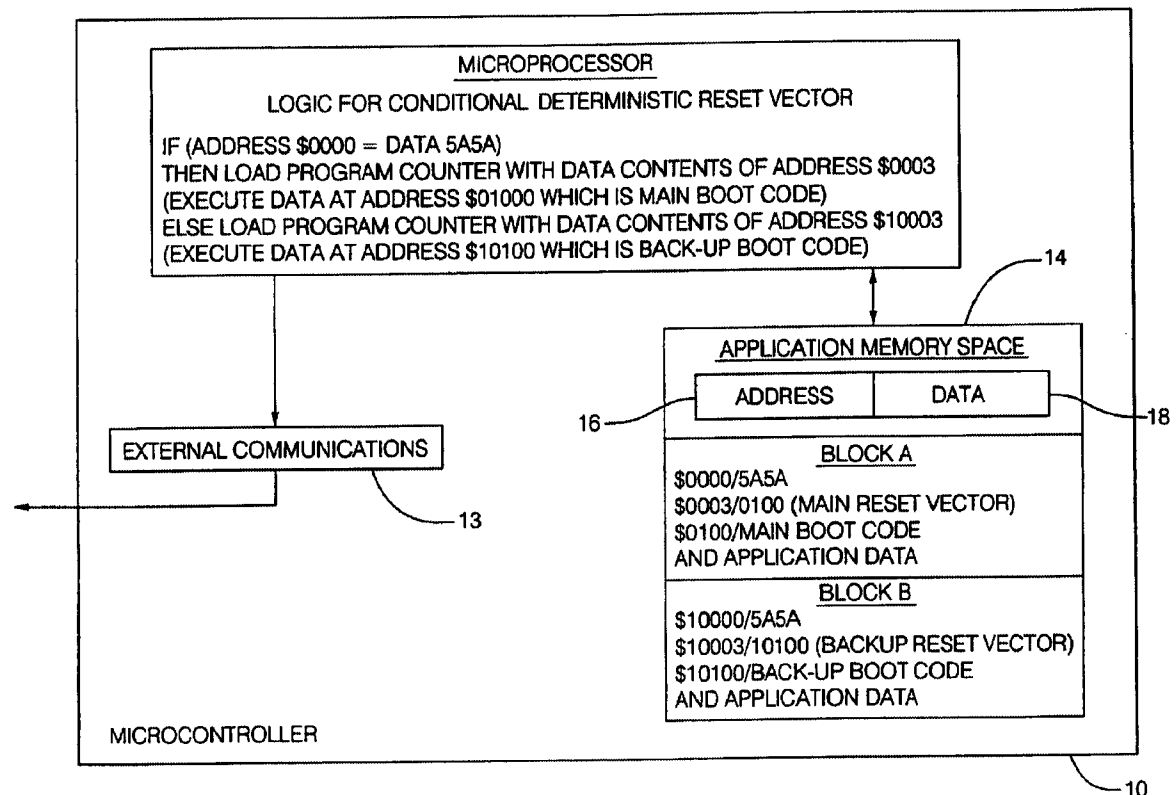 MICROPROCESSOR
LOGIC FOR CONDITIONAL DETERMINISTIC RESET VECTOR
IF (ADDRESS $0000 = DATA 5A5A)
THEN LOAD PROGRAM COUNTER WITH DATA CONTENTS OF ADDRESS $0003
(EXECUTE DATA AT ADDRESS $01000 WHICH IS MAIN BOOT CODE)
ELSE LOAD PROGRAM COUNTER WITH DATA CONTENTS OF ADDRESS $10003
(EXECUTE DATA AT ADDRESS $10100 WHICH IS BACK-UP BOOT CODE)
14
APPLICATION MEMORY SPACE
ADDRESS
DATA
16
18
EXTERNAL COMMUNICATIONS
13
BLOCK A
$0000/5A5A
$0003/0100 (MAIN RESET VECTOR)
$0100/MAIN BOOT CODE
AND APPLICATION DATA
BLOCK B
$10000/5A5A
$10003/10100 (BACKUP RESET VECTOR)
$10100/BACK-UP BOOT CODE
AND APPLICATION DATA
MICROCONTROLLER
10